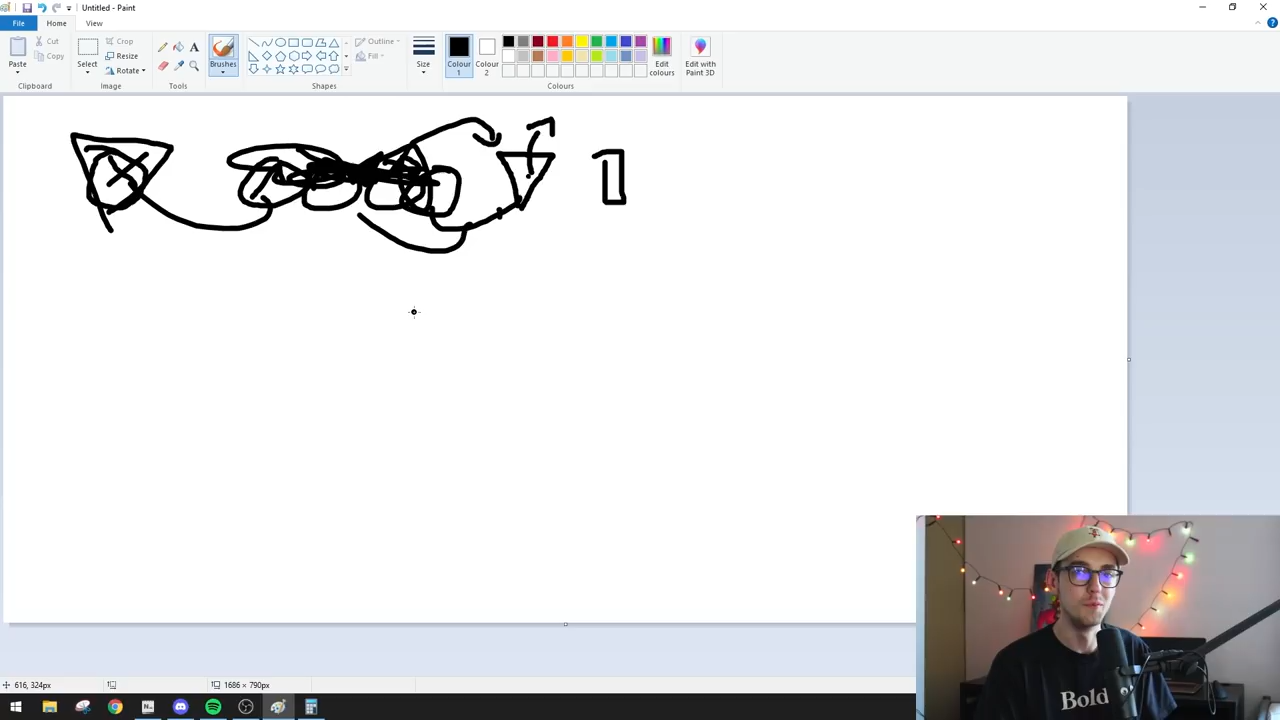 Untitled - Paint
File Home View
Paste Cut Copy Select Crop Resize Rotate Brushes Outline Fill Size Colour 1 Colour 2 Edit colours Edit with Paint 3D
Clipboard Image Tools Shapes Colours
616, 324px 1686 × 790px
Bold